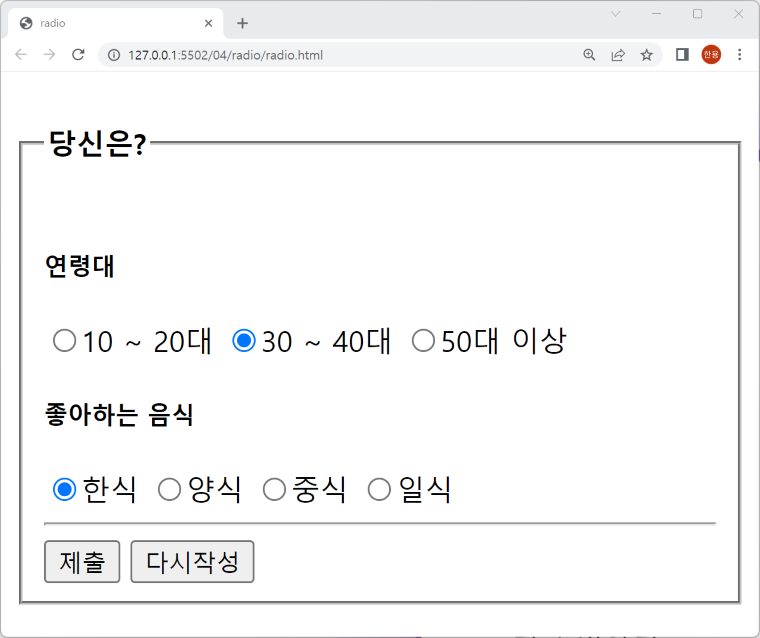 radio
127.0.0.1:5502/04/radio/radio.html
한용
당신은?
연령대
10 ~ 20대 30 ~ 40대 50대 이상
좋아하는 음식
한식 양식 중식 일식
제출 다시작성